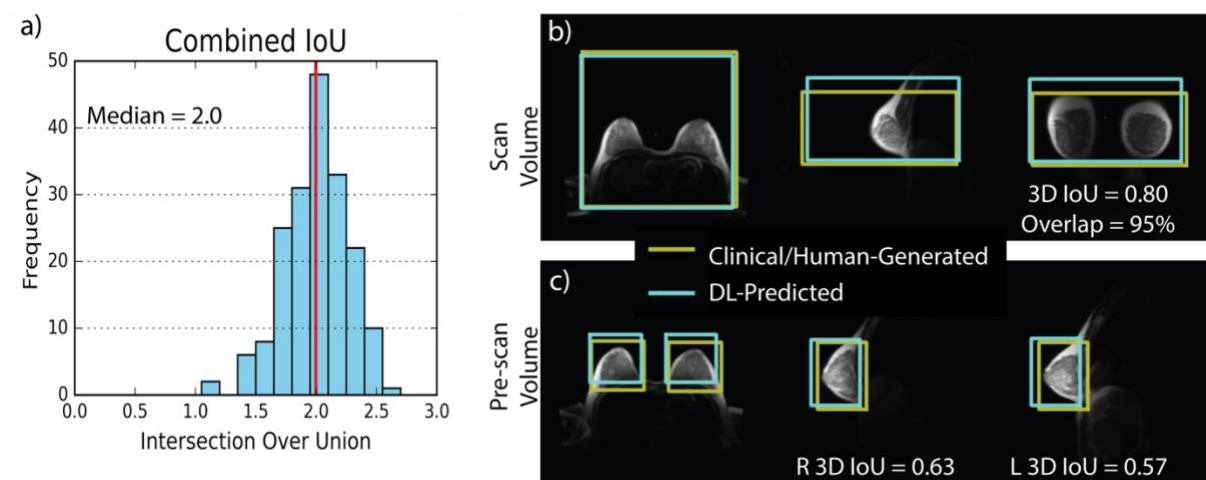 a)
Combined IoU
50
40
30
20
10
0
Median = 2.0
Frequency
0.0 0.5 1.0 1.5 2.0 2.5 3.0
Intersection Over Union
b)
Scan
Volume
3D IoU = 0.80
Overlap = 95%
Clinical/Human-Generated
DL-Predicted
c)
Pre-scan
Volume
R 3D IoU = 0.63
L 3D IoU = 0.57